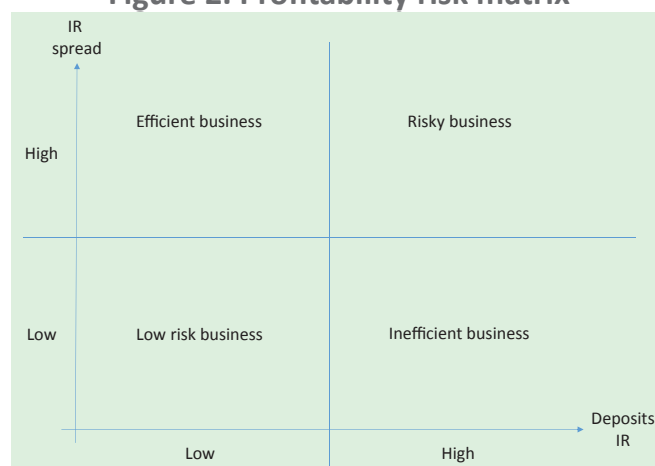 Figure 2. Profitability risk matrix
IR
spread
Efficient business
Risky business
High
Low
Low risk business
Inefficient business
Deposits
IR
Low
High